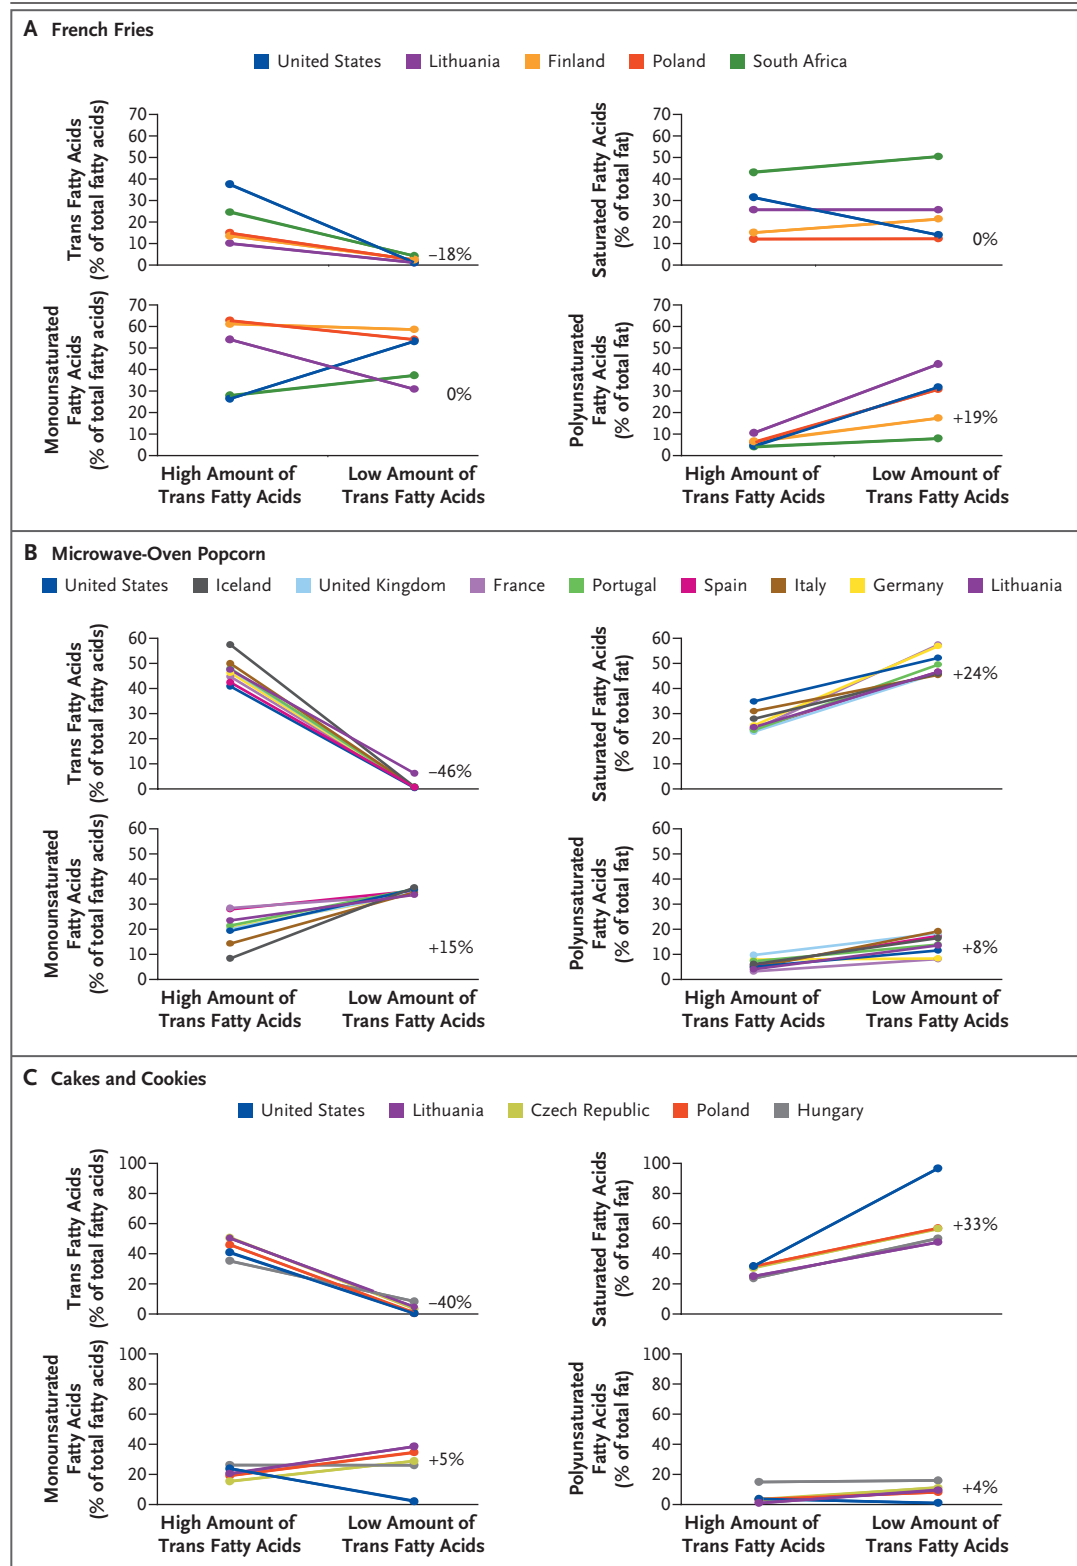 A French Fries
United States Lithuania Finland Poland South Africa
Trans Fatty Acids
(% of total fatty acids)
70
60
50
40
30
20
10
0
–18%
Saturated Fatty Acids
(% of total fat)
70
60
50
40
30
20
10
0
0%
Monounsaturated
Fatty Acids
(% of total fatty acids)
70
60
50
40
30
20
10
0
0%
High Amount of
Trans Fatty Acids
Low Amount of
Trans Fatty Acids
Polyunsaturated
Fatty Acids
(% of total fat)
70
60
50
40
30
20
10
0
+19%
High Amount of
Trans Fatty Acids
Low Amount of
Trans Fatty Acids
B Microwave-Oven Popcorn
United States Iceland United Kingdom France Portugal Spain Italy Germany Lithuania
Trans Fatty Acids
(% of total fatty acids)
60
50
40
30
20
10
0
–46%
Saturated Fatty Acids
(% of total fat)
60
50
40
30
20
10
0
+24%
Monounsaturated
Fatty Acids
(% of total fatty acids)
60
50
40
30
20
10
0
+15%
High Amount of
Trans Fatty Acids
Low Amount of
Trans Fatty Acids
Polyunsaturated
Fatty Acids
(% of total fat)
60
50
40
30
20
10
0
+8%
High Amount of
Trans Fatty Acids
Low Amount of
Trans Fatty Acids
C Cakes and Cookies
United States Lithuania Czech Republic Poland Hungary
Trans Fatty Acids
(% of total fatty acids)
100
80
60
40
20
0
–40%
Saturated Fatty Acids
(% of total fat)
100
80
60
40
20
0
+33%
Monounsaturated
Fatty Acids
(% of total fatty acids)
100
80
60
40
20
0
+5%
High Amount of
Trans Fatty Acids
Low Amount of
Trans Fatty Acids
Polyunsaturated
Fatty Acids
(% of total fat)
100
80
60
40
20
0
+4%
High Amount of
Trans Fatty Acids
Low Amount of
Trans Fatty Acids